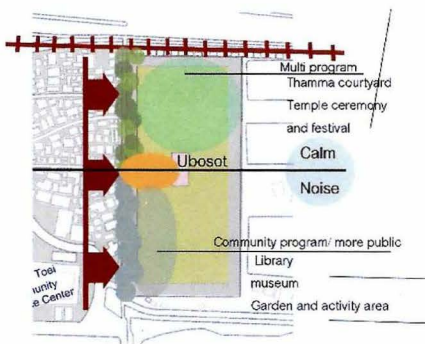 Multi program
Thamma courtyard
Temple ceremony
and festival
Ubosot
Calm
Noise
Community program/ more public
Library
museum
Garden and activity area
Toei
unity
e Center